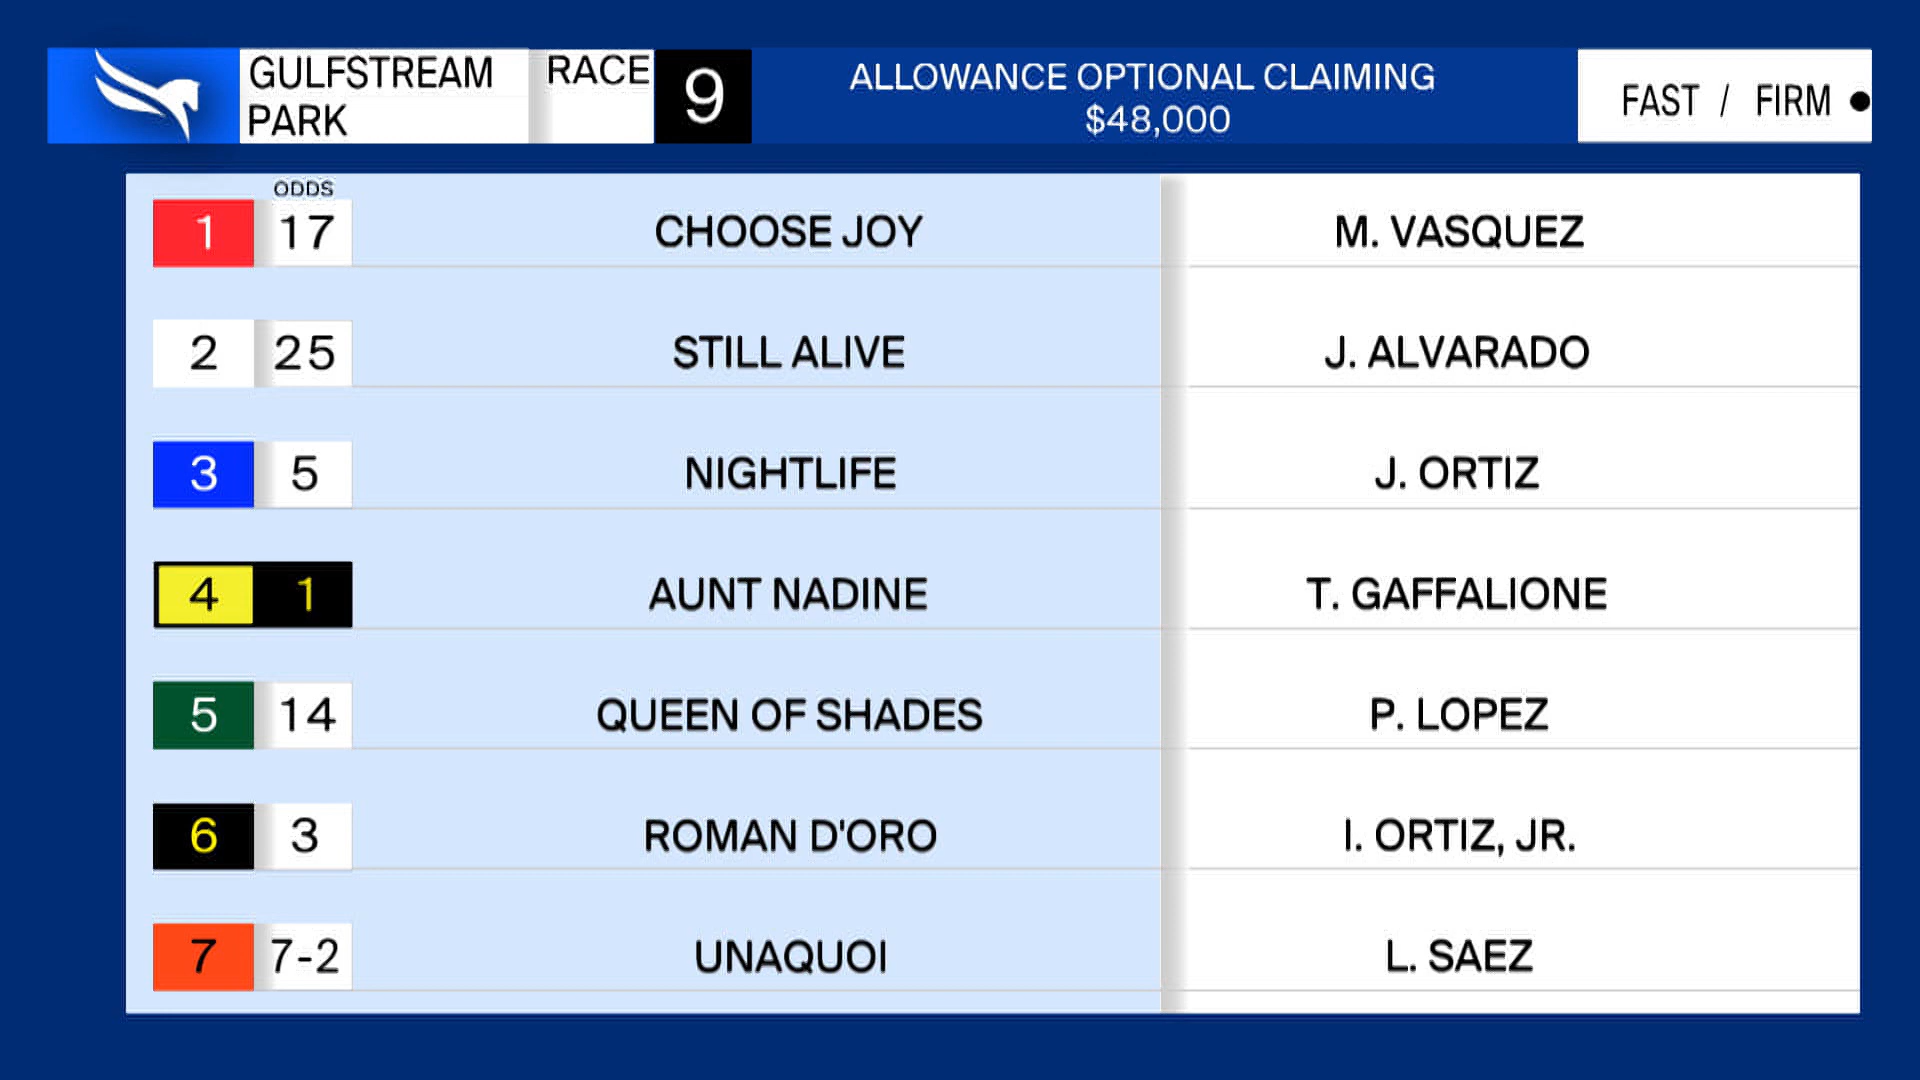 GULFSTREAM
PARK
RACE
9
ALLOWANCE OPTIONAL CLAIMING
$48,000
FAST / FIRM
ODDS
1 17 CHOOSE JOY M. VASQUEZ
2 25 STILL ALIVE J. ALVARADO
3 5 NIGHTLIFE J. ORTIZ
4 1 AUNT NADINE T. GAFFALIONE
5 14 QUEEN OF SHADES P. LOPEZ
6 3 ROMAN D'ORO I. ORTIZ, JR.
7 7-2 UNAQUOI L. SAEZ